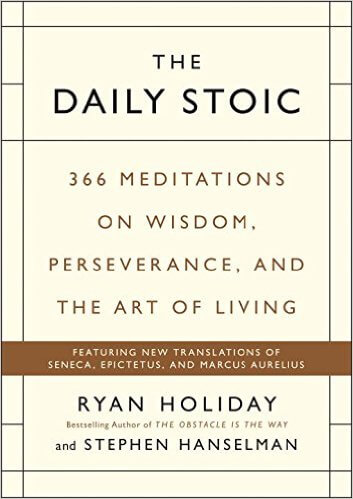 THE
DAILY STOIC
366 MEDITATIONS
ON WISDOM,
PERSEVERANCE, AND
THE ART OF LIVING
FEATURING NEW TRANSLATIONS OF
SENECA, EPICTETUS, AND MARCUS AURELIUS
RYAN HOLIDAY
Bestselling Author of THE OBSTACLE IS THE WAY
and STEPHEN HANSELMAN